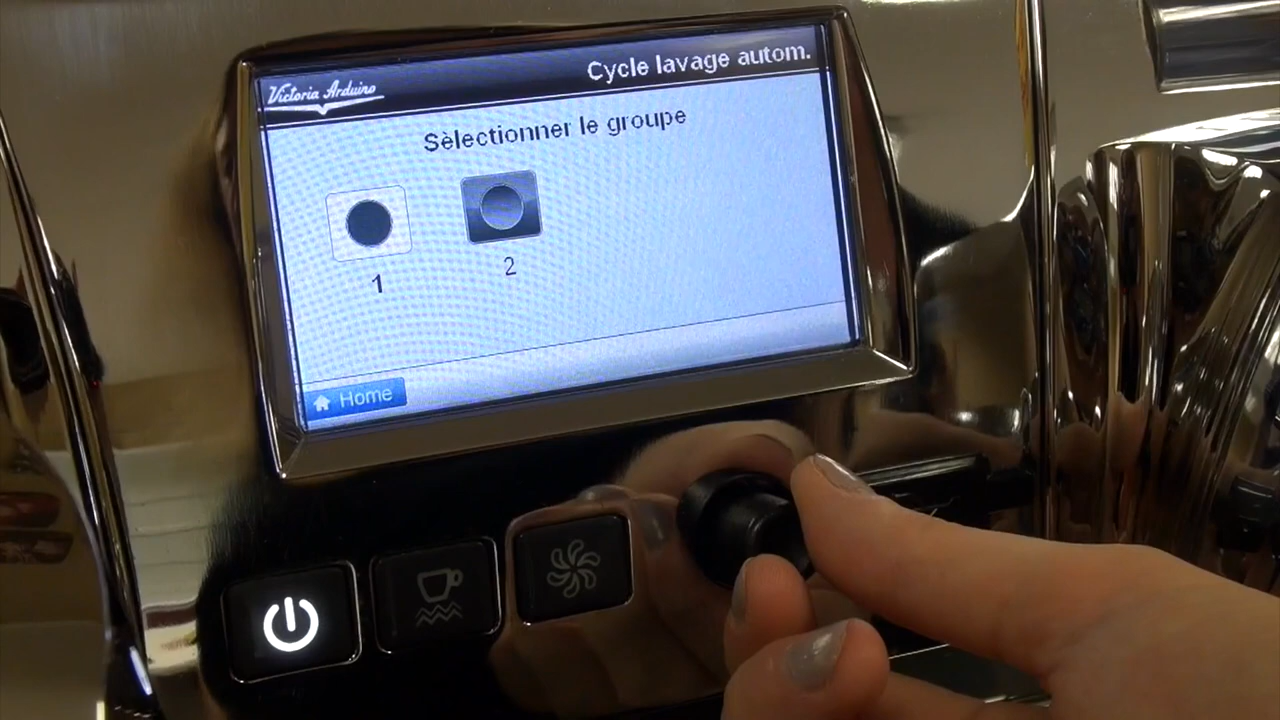 Victoria Arduino
Cycle lavage autom.
Sèlectionner le groupe
1
2
Home